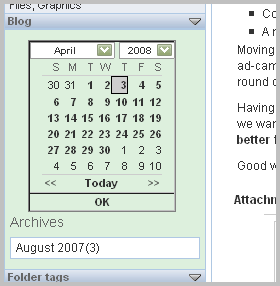 Files, Graphics
Blog
April 2008
S M T W T F S
30 31 1 2 3 4 5
6 7 8 9 10 11 12
13 14 15 16 17 18 19
20 21 22 23 24 25 26
27 28 29 30 1 2 3
4 5 6 7 8 9 10
<< Today >>
OK
Archives
August 2007(3)
Folder tags
Co
A r
Moving
ad-cam
round o
Having
we wan
better f
Good w
Attachm